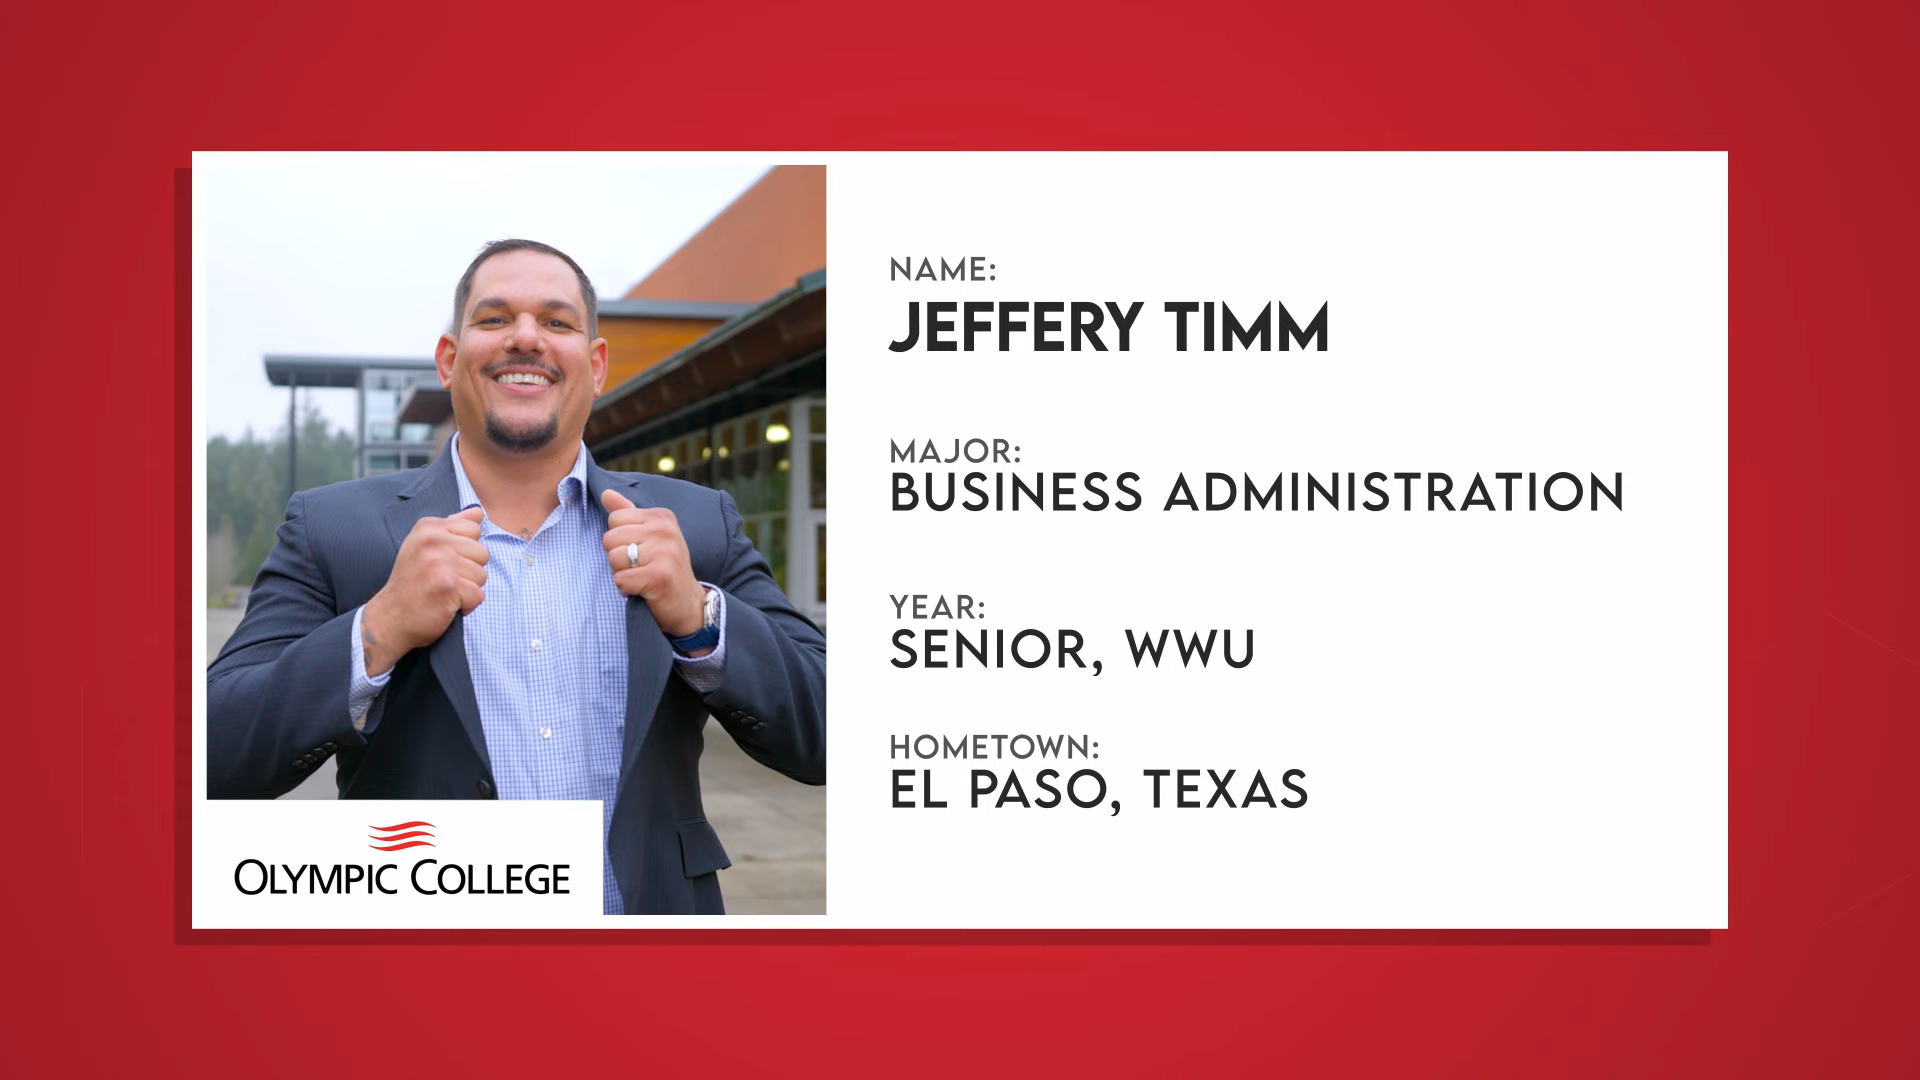 NAME:
JEFFERY TIMM
MAJOR:
BUSINESS ADMINISTRATION
YEAR:
SENIOR, WWU
HOMETOWN:
EL PASO, TEXAS
OLYMPIC COLLEGE